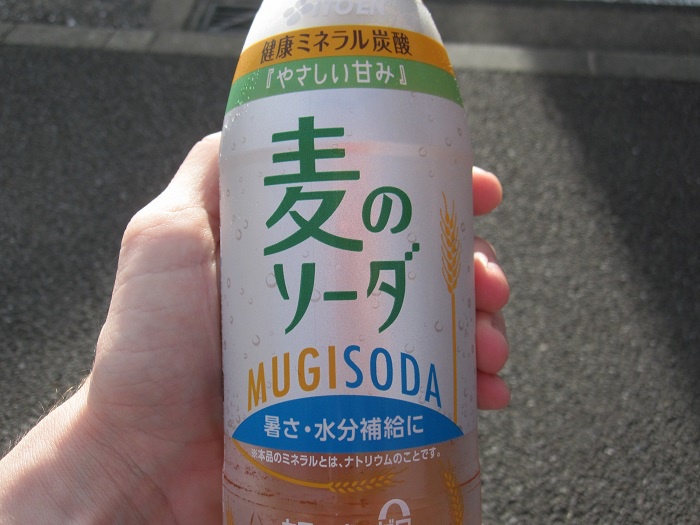 ITOEN
健康ミネラル炭酸
『やさしい甘み』
麦の
ソーダ
MUGISODA
暑さ・水分補給に
※本品のミネラルとは、ナトリウムのことです。